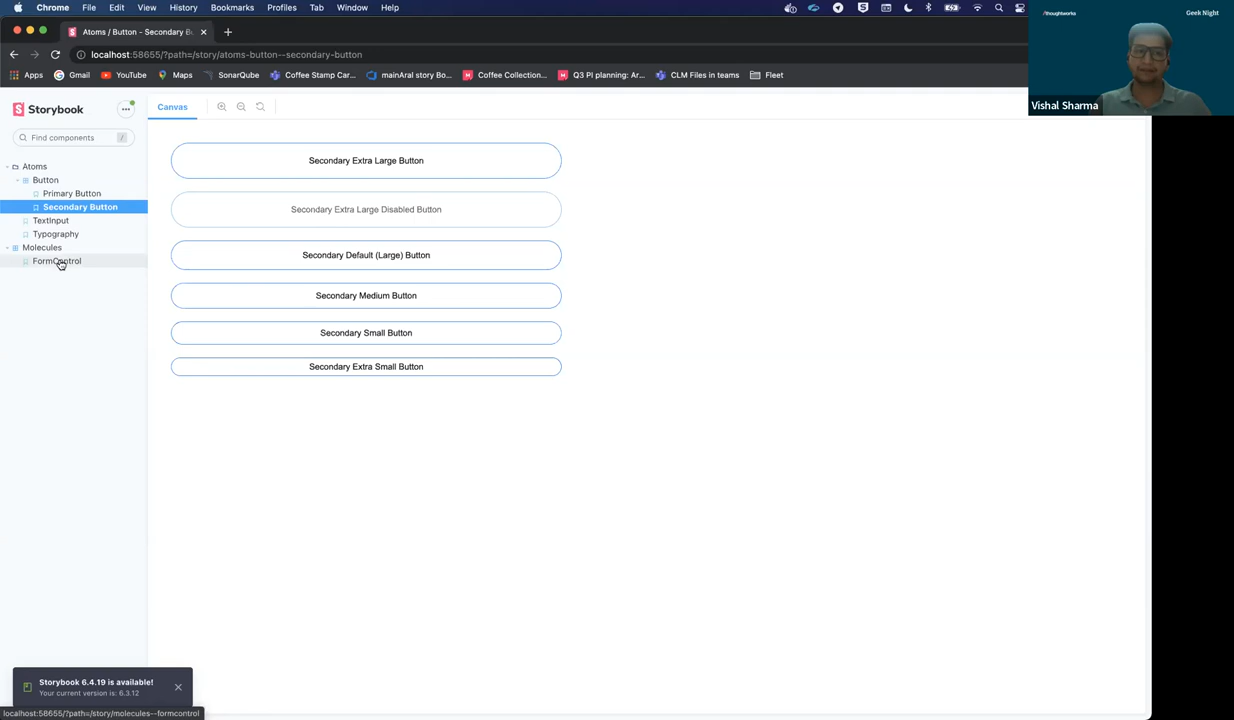 Chrome File Edit View History Bookmarks Profiles Tab Window Help
Atoms / Button - Secondary Bu
localhost:58655/?path=/story/atoms-button--secondary-button
Apps Gmail YouTube Maps SonarQube Coffee Stamp Car... mainAral story Bo... Coffee Collection... Q3 PI planning: Ar... CLM Files in teams Fleet
/thoughtworks Geek Night
Vishal Sharma
Storybook
Find components /
Canvas
Atoms
Button
Primary Button
Secondary Button
TextInput
Typography
Molecules
FormControl
Secondary Extra Large Button
Secondary Extra Large Disabled Button
Secondary Default (Large) Button
Secondary Medium Button
Secondary Small Button
Secondary Extra Small Button
Storybook 6.4.19 is available!
Your current version is: 6.3.12
localhost:58655/?path=/story/molecules--formcontrol